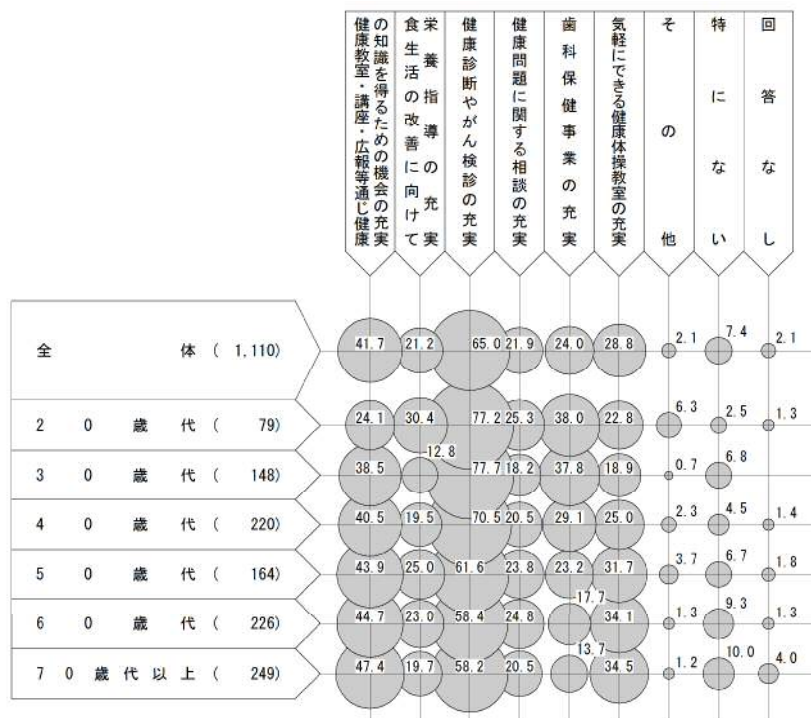 健康教室・講座・広報等通じ健康
の知識を得るための機会の充実
食生活の改善に向けて
栄養指導の充実
健康診断やがん検診の充実
健康問題に関する相談の充実
歯科保健事業の充実
気軽にできる健康体操教室の充実
その他
特にない
回答なし
全体(1,110) 41.7 21.2 65.0 21.9 24.0 28.8 2.1 7.4 2.1
20歳代(79) 24.1 30.4 77.2 25.3 38.0 22.8 6.3 2.5 1.3
30歳代(148) 38.5 12.8 77.7 18.2 37.8 18.9 0.7 6.8
40歳代(220) 40.5 19.5 70.5 20.5 29.1 25.0 2.3 4.5 1.4
50歳代(164) 43.9 25.0 61.6 23.8 23.2 31.7 3.7 6.7 1.8
60歳代(226) 44.7 23.0 58.4 24.8 17.7 34.1 1.3 9.3 1.3
70歳代以上(249) 47.4 19.7 58.2 20.5 13.7 34.5 1.2 10.0 4.0